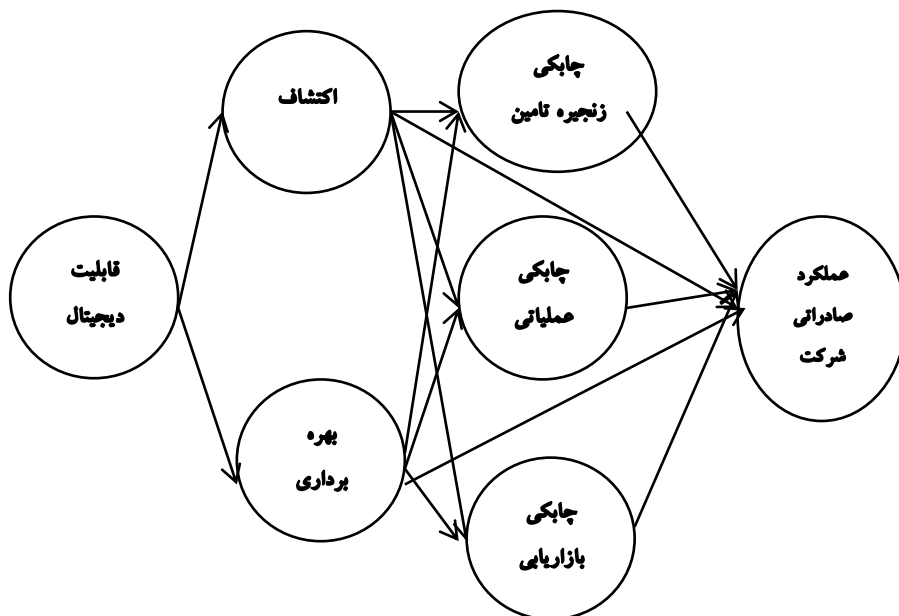 چابکی
زنجیره تامین
اکتشاف
قابلیت
دیجیتال
چابکی
عملیاتی
عملکرد
صادراتی
شرکت
بهره
برداری
چابکی
بازاریابی